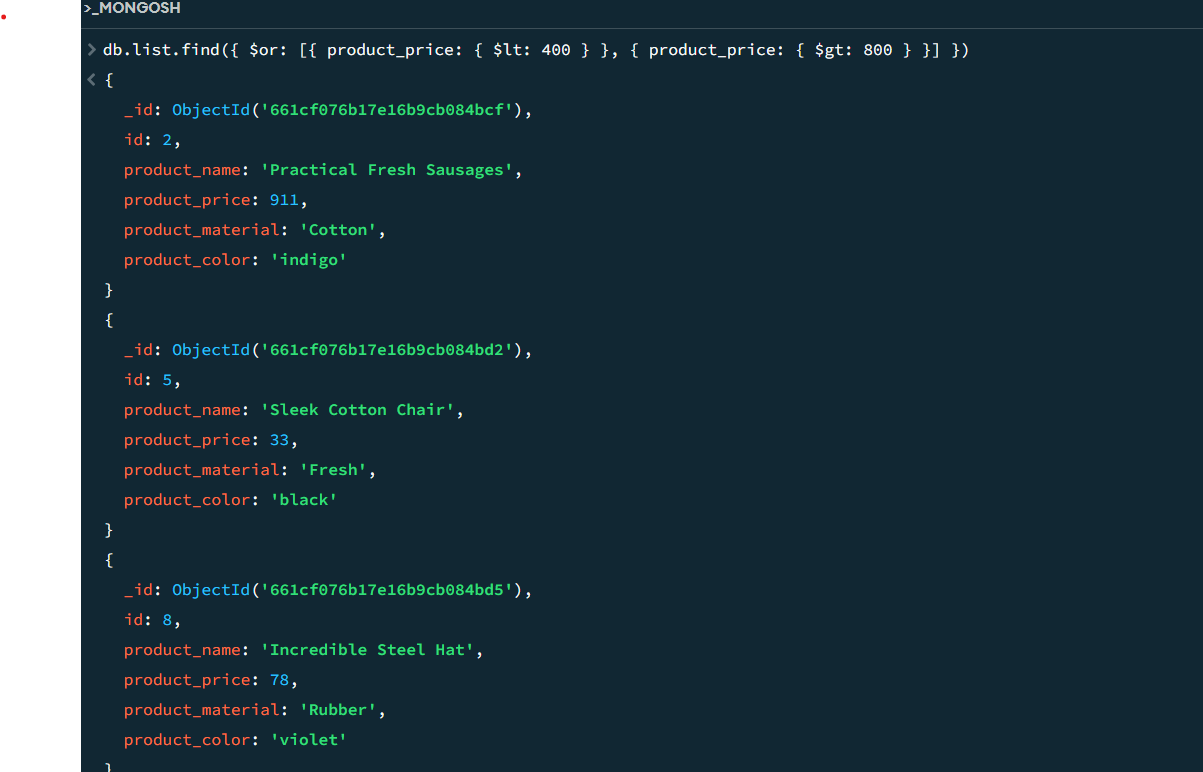 >_MONGOSH
> db.list.find({ $or: [{ product_price: { $lt: 400 } }, { product_price: { $gt: 800 } }] })
< {
_id: ObjectId('661cf076b17e16b9cb084bcf'),
id: 2,
product_name: 'Practical Fresh Sausages',
product_price: 911,
product_material: 'Cotton',
product_color: 'indigo'
}
{
_id: ObjectId('661cf076b17e16b9cb084bd2'),
id: 5,
product_name: 'Sleek Cotton Chair',
product_price: 33,
product_material: 'Fresh',
product_color: 'black'
}
{
_id: ObjectId('661cf076b17e16b9cb084bd5'),
id: 8,
product_name: 'Incredible Steel Hat',
product_price: 78,
product_material: 'Rubber',
product_color: 'violet'
}